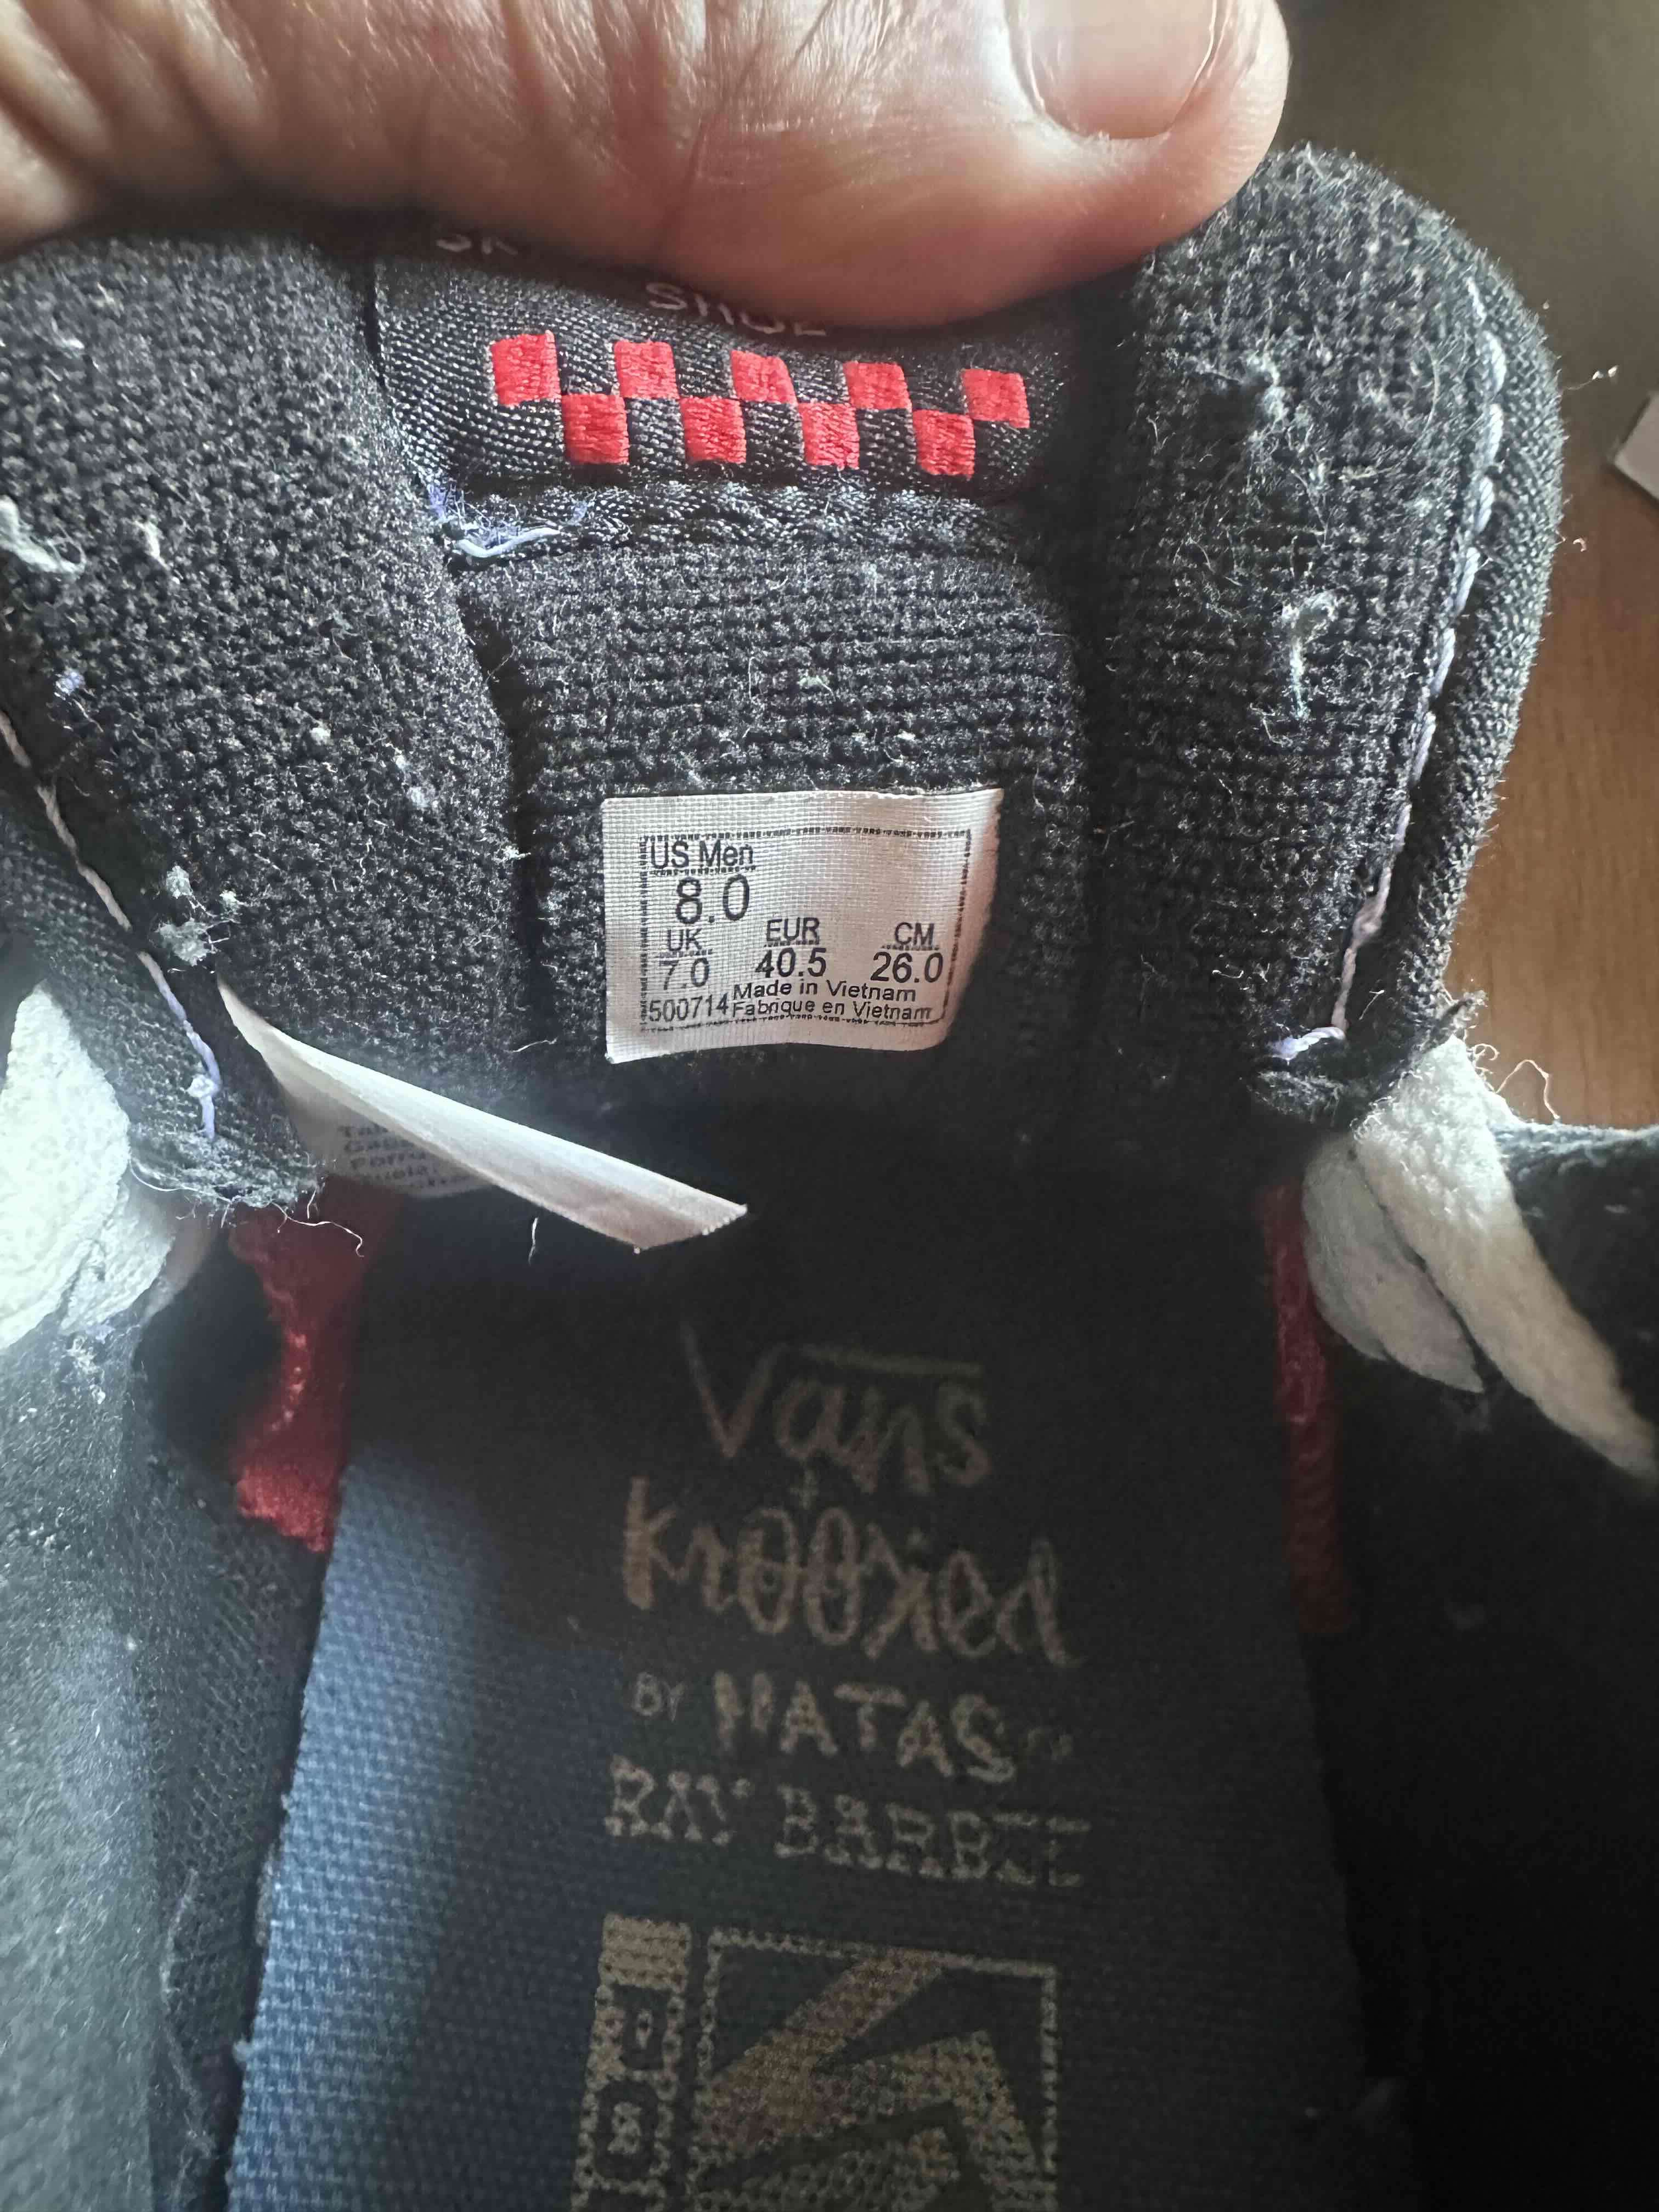 US Men
8.0
UK EUR CM
7.0 40.5 26.0
Made in Vietnam
500714 Fabrique en Vietnam
Vans
+
Krooked
BY NATAS
RAY BARBEE